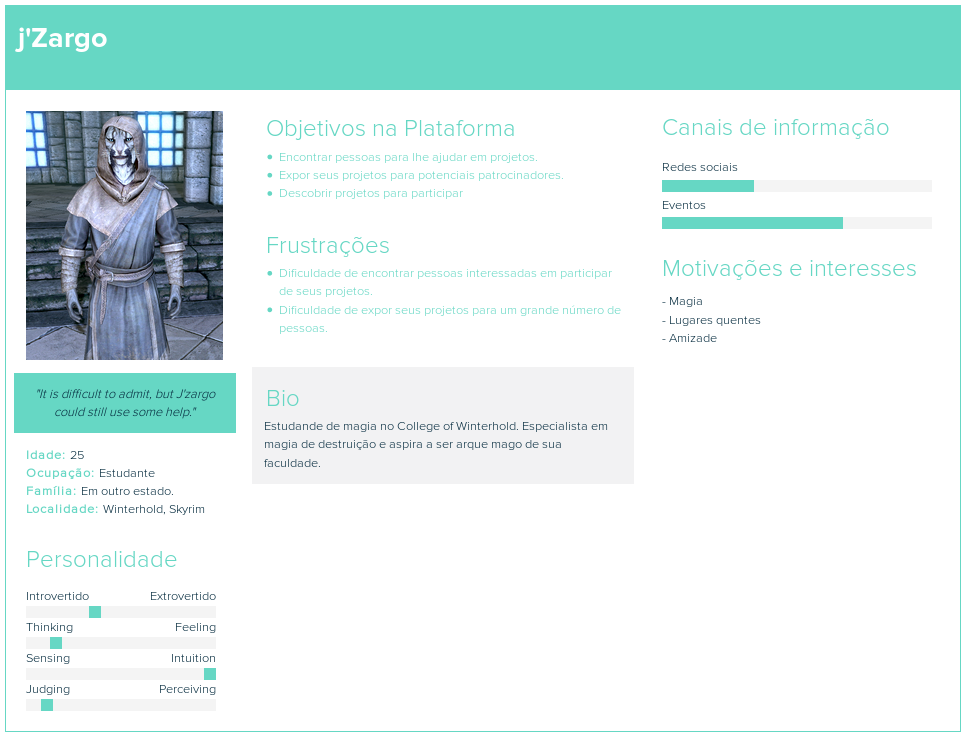 j'Zargo
"It is difficult to admit, but J'zargo
could still use some help."
Idade: 25
Ocupação: Estudante
Família: Em outro estado.
Localidade: Winterhold, Skyrim
Personalidade
Introvertido Extrovertido
Thinking Feeling
Sensing Intuition
Judging Perceiving
Objetivos na Plataforma
• Encontrar pessoas para lhe ajudar em projetos.
• Expor seus projetos para potenciais patrocinadores.
• Descobrir projetos para participar
Frustrações
• Dificuldade de encontrar pessoas interessadas em participar
de seus projetos.
• Dificuldade de expor seus projetos para um grande número de
pessoas.
Bio
Estudande de magia no College of Winterhold. Especialista em
magia de destruição e aspira a ser arque mago de sua
faculdade.
Canais de informação
Redes sociais
Eventos
Motivações e interesses
- Magia
- Lugares quentes
- Amizade